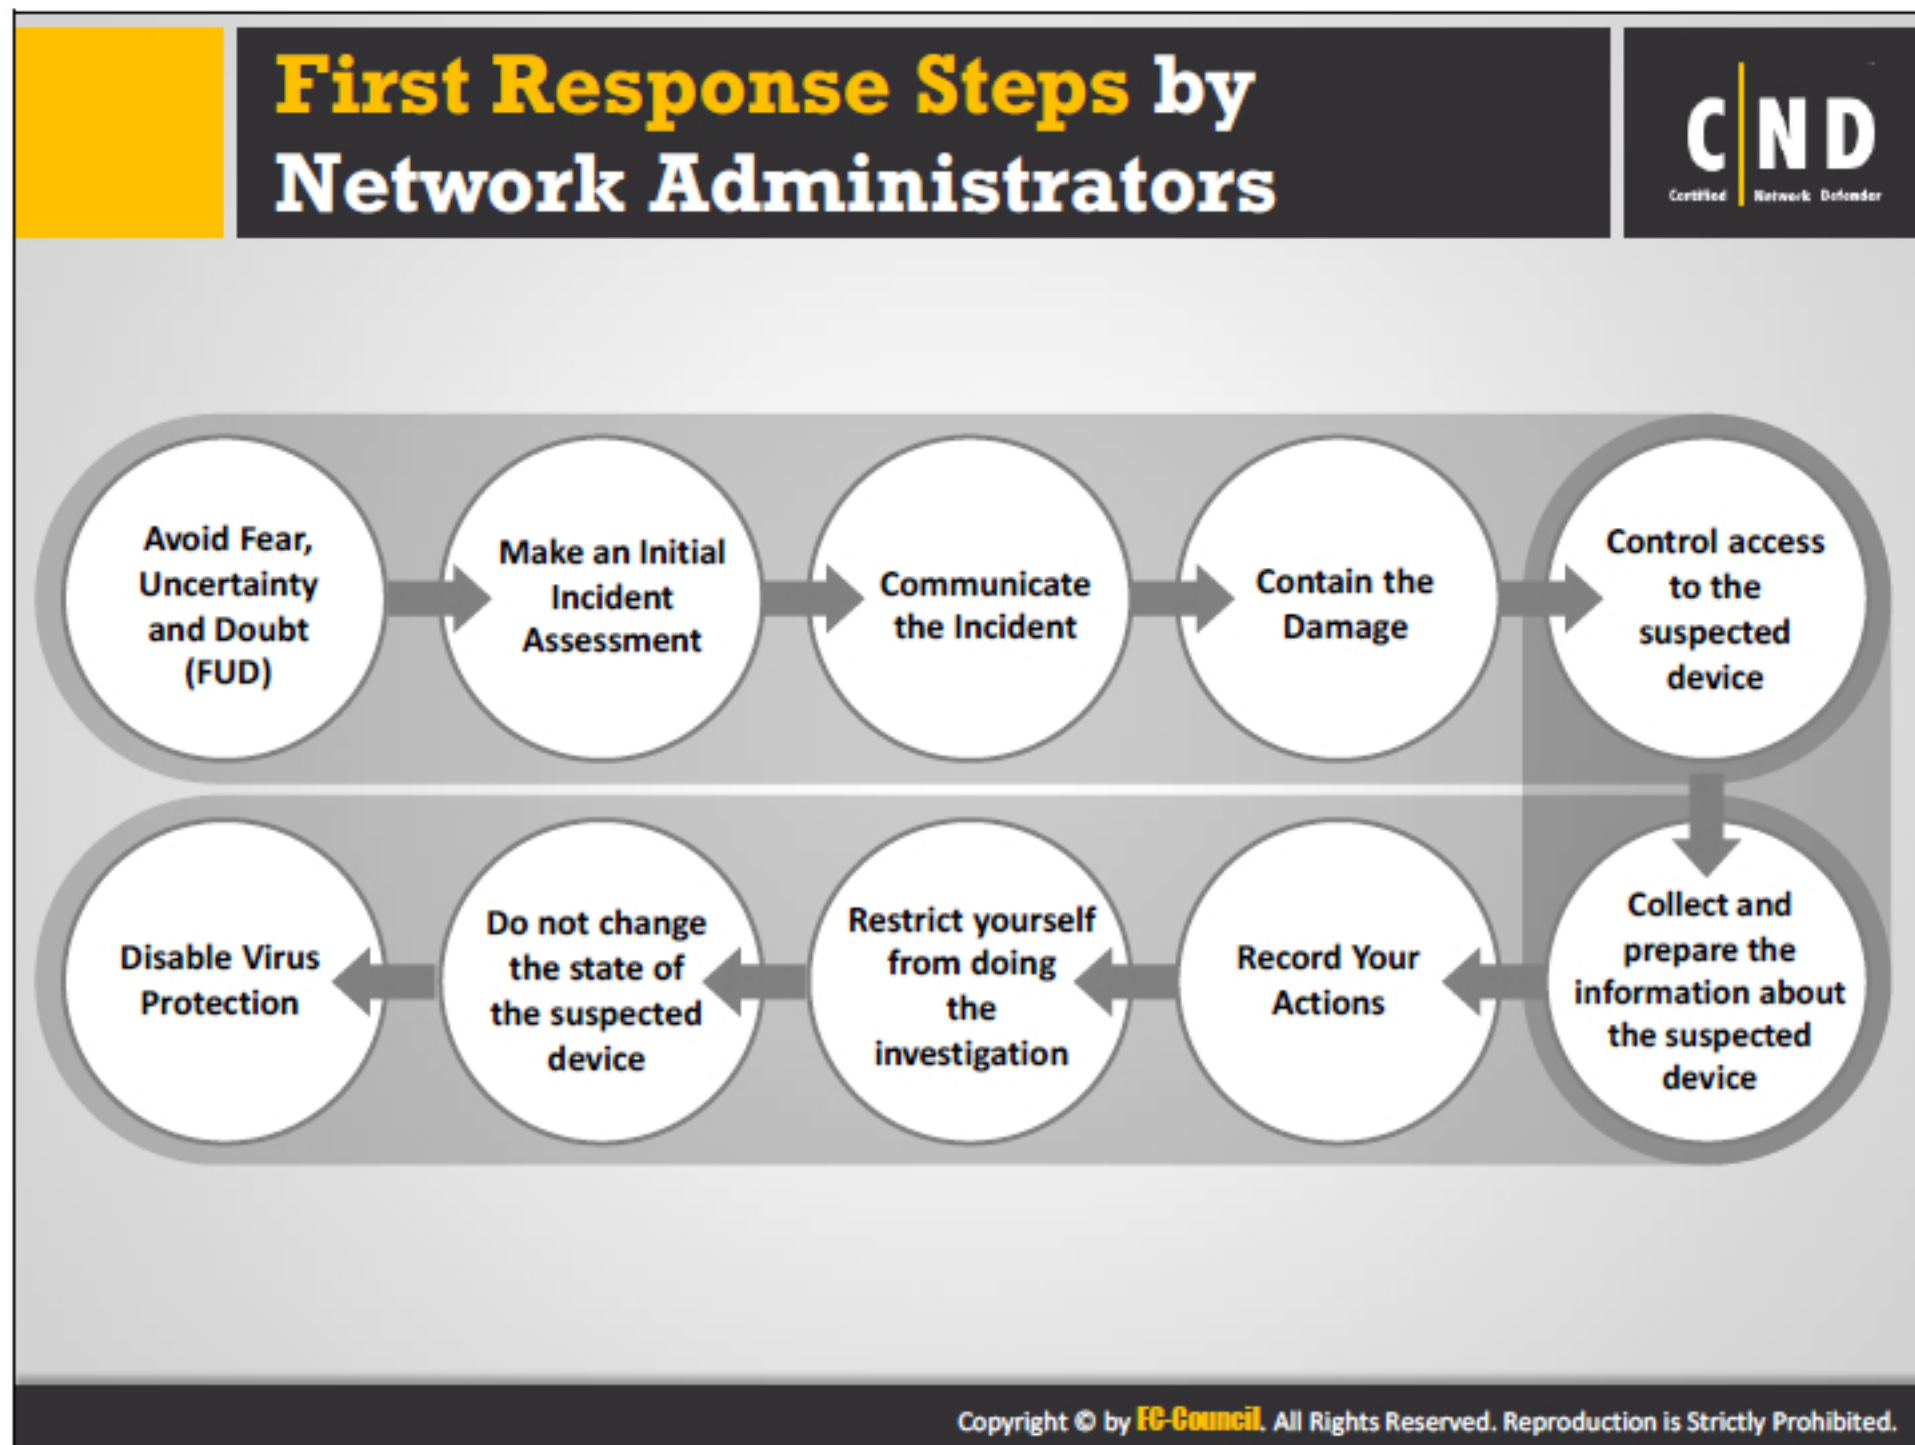 First Response Steps by
Network Administrators
C ND
Certified Network Defender
Avoid Fear,
Uncertainty
and Doubt
(FUD)
Make an Initial
Incident
Assessment
Communicate
the Incident
Contain the
Damage
Control access
to the
suspected
device
Collect and
prepare the
information about
the suspected
device
Record Your
Actions
Restrict yourself
from doing
the
investigation
Do not change
the state of
the suspected
device
Disable Virus
Protection
Copyright © by EC-Council. All Rights Reserved. Reproduction is Strictly Prohibited.